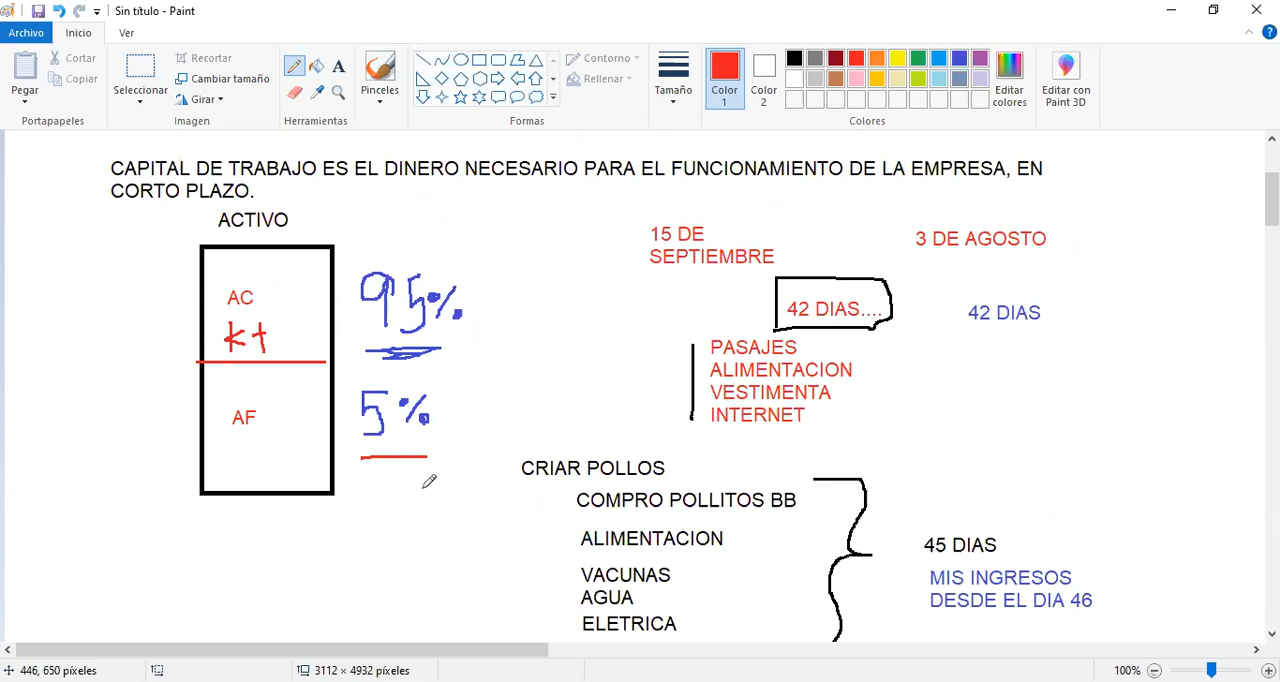 Sin título - Paint
Archivo
Inicio
Ver
Pegar
Cortar
Copiar
Portapapeles
Seleccionar
Recortar
Cambiar tamaño
Girar
Imagen
A
Herramientas
Pinceles
Contorno
Rellenar
Formas
Tamaño
Color 1
Color 2
Editar colores
Editar con Paint 3D
Colores
CAPITAL DE TRABAJO ES EL DINERO NECESARIO PARA EL FUNCIONAMIENTO DE LA EMPRESA, EN
CORTO PLAZO.
ACTIVO
AC
kt
AF
95%
5%
15 DE
SEPTIEMBRE
3 DE AGOSTO
42 DIAS....
42 DIAS
PASAJES
ALIMENTACION
VESTIMENTA
INTERNET
CRIAR POLLOS
COMPRO POLLITOS BB
ALIMENTACION
VACUNAS
AGUA
ELETRICA
45 DIAS
MIS INGRESOS
DESDE EL DIA 46
446, 650 píxeles
3112 × 4932 píxeles
100%